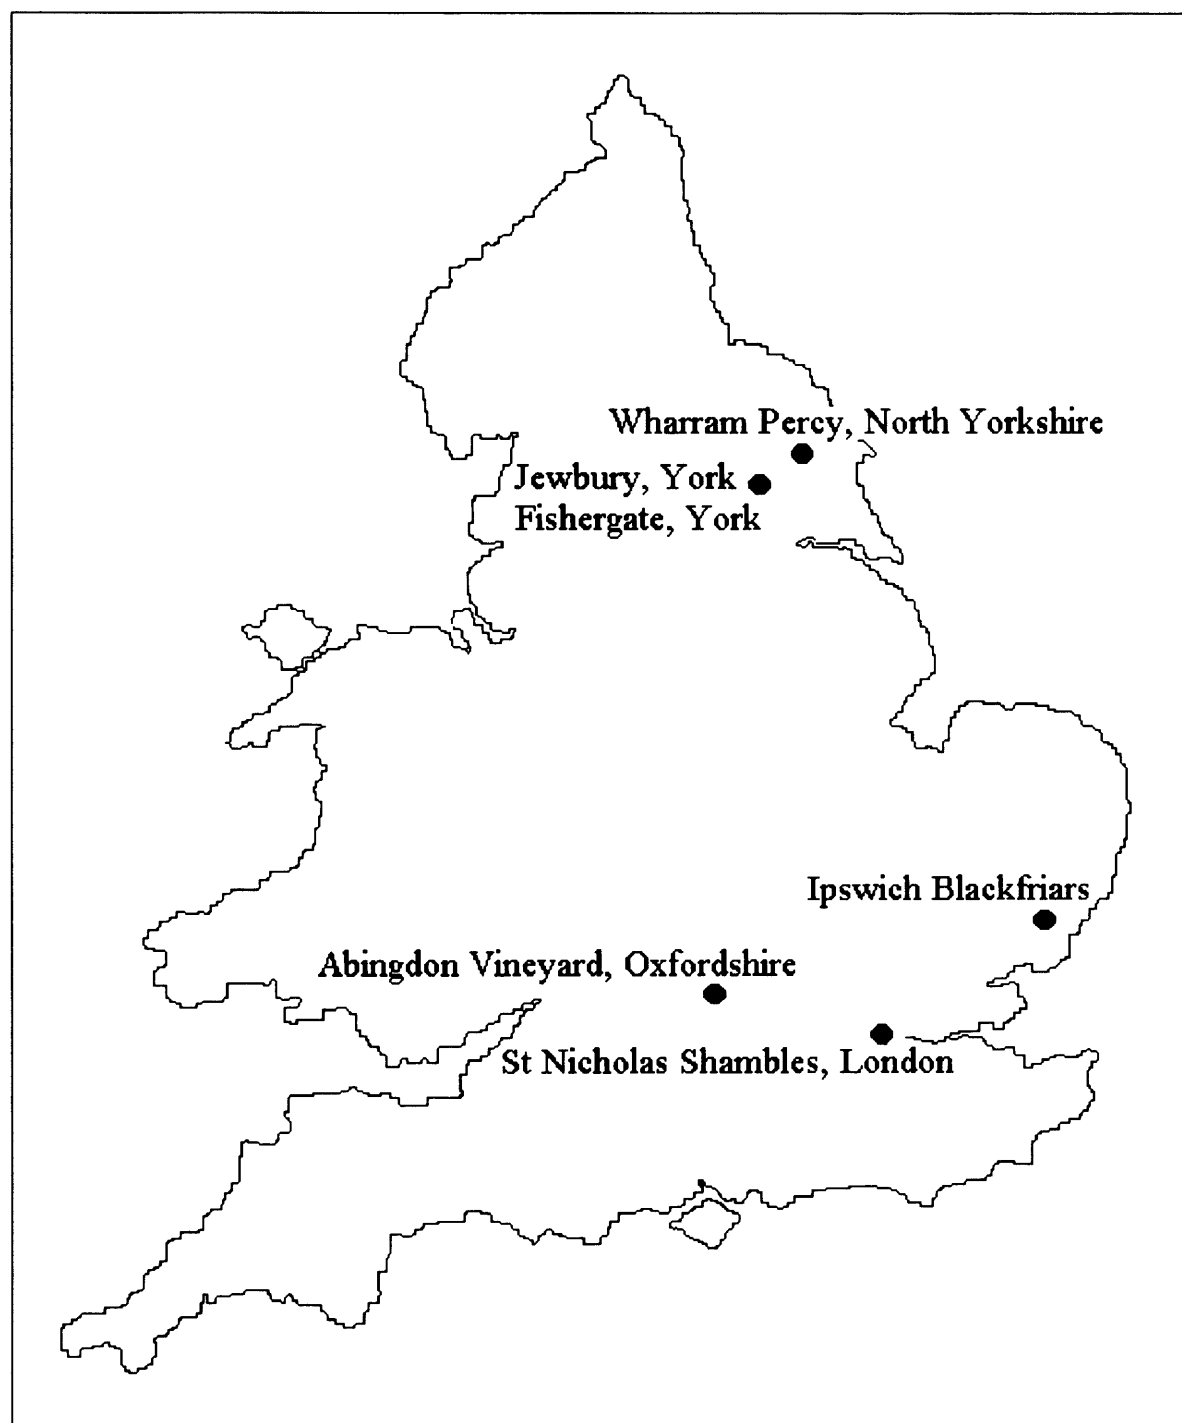 Wharram Percy, North Yorkshire
Jewbury, York
Fishergate, York
Ipswich Blackfriars
Abingdon Vineyard, Oxfordshire
St Nicholas Shambles, London